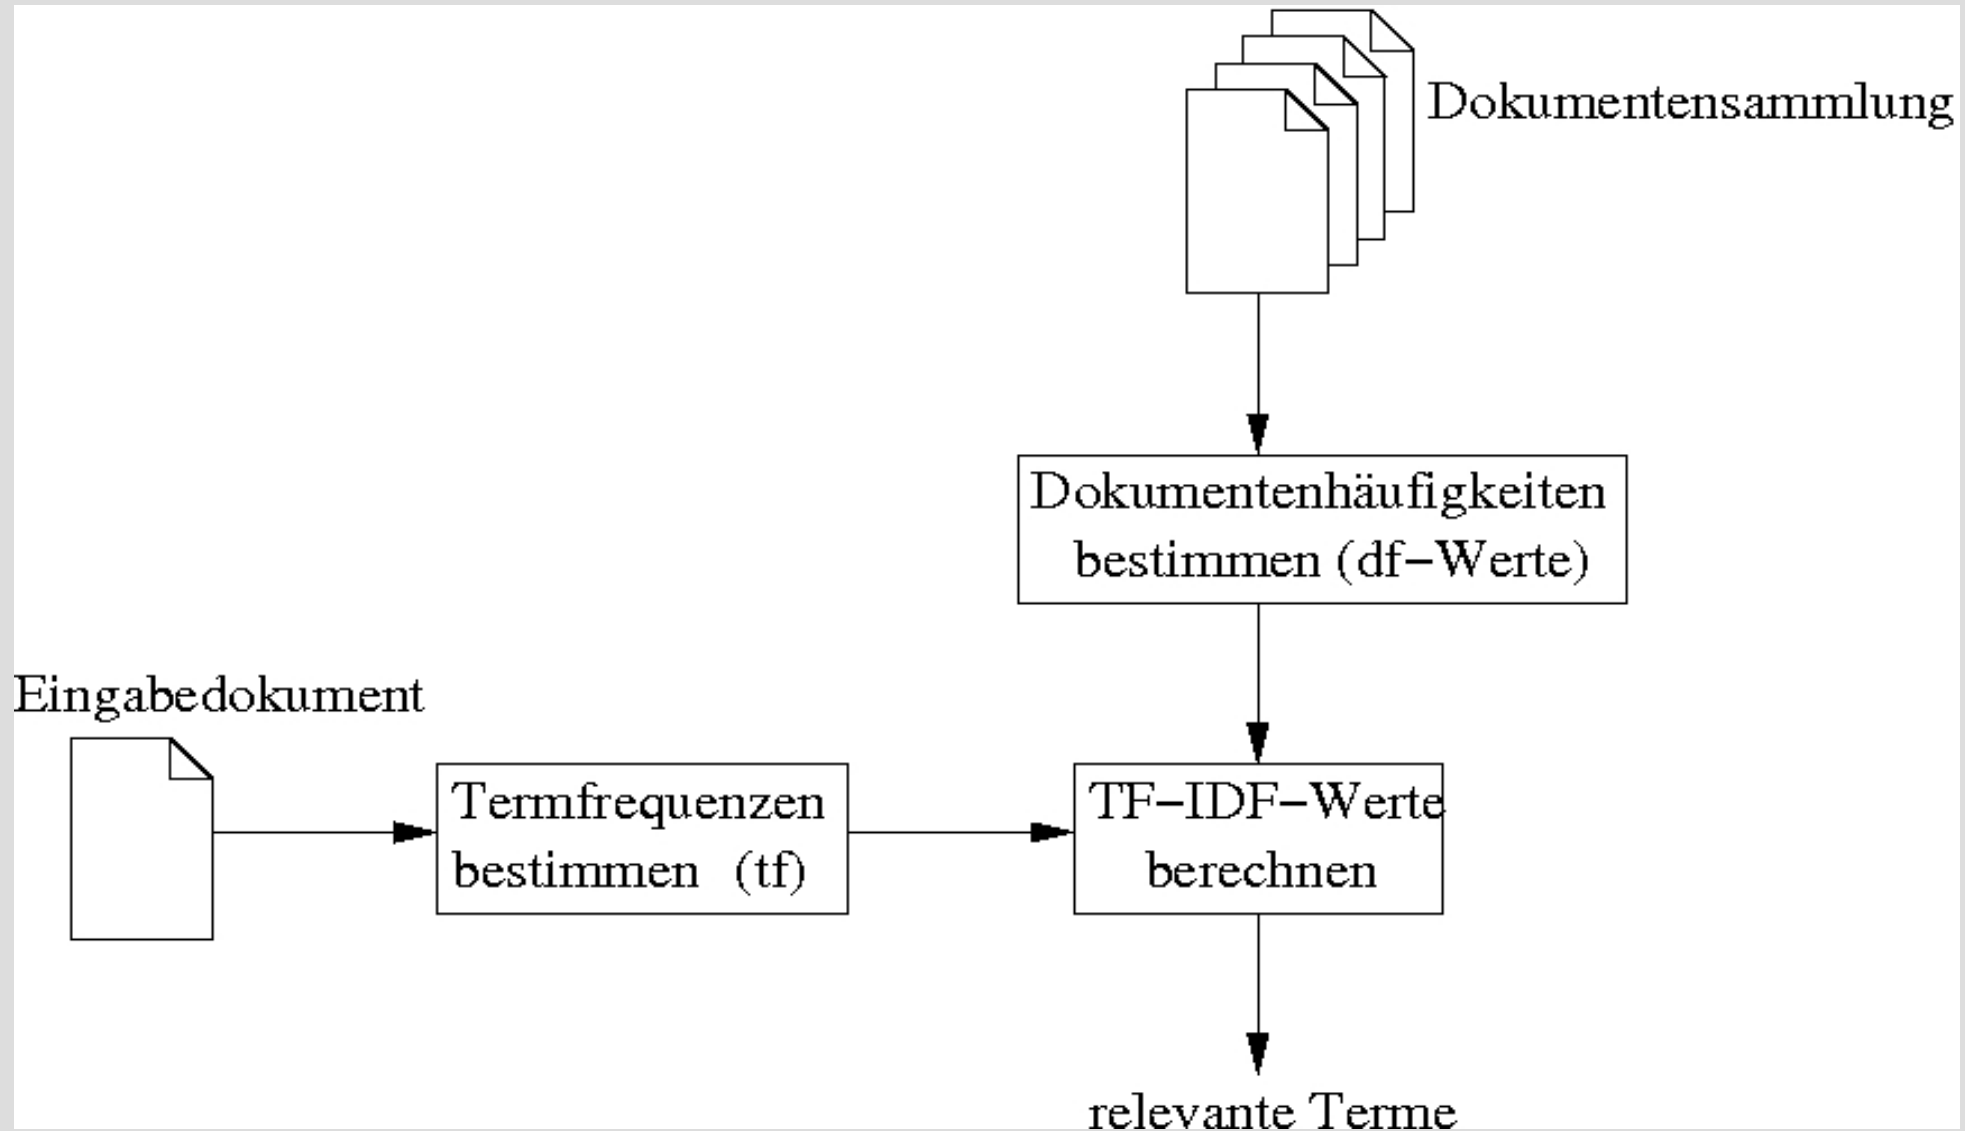 Dokumentensammlung
Dokumentenhäufigkeiten
bestimmen (df–Werte)
Eingabedokument
Termfrequenzen
bestimmen (tf)
TF–IDF–Werte
berechnen
relevante Terme